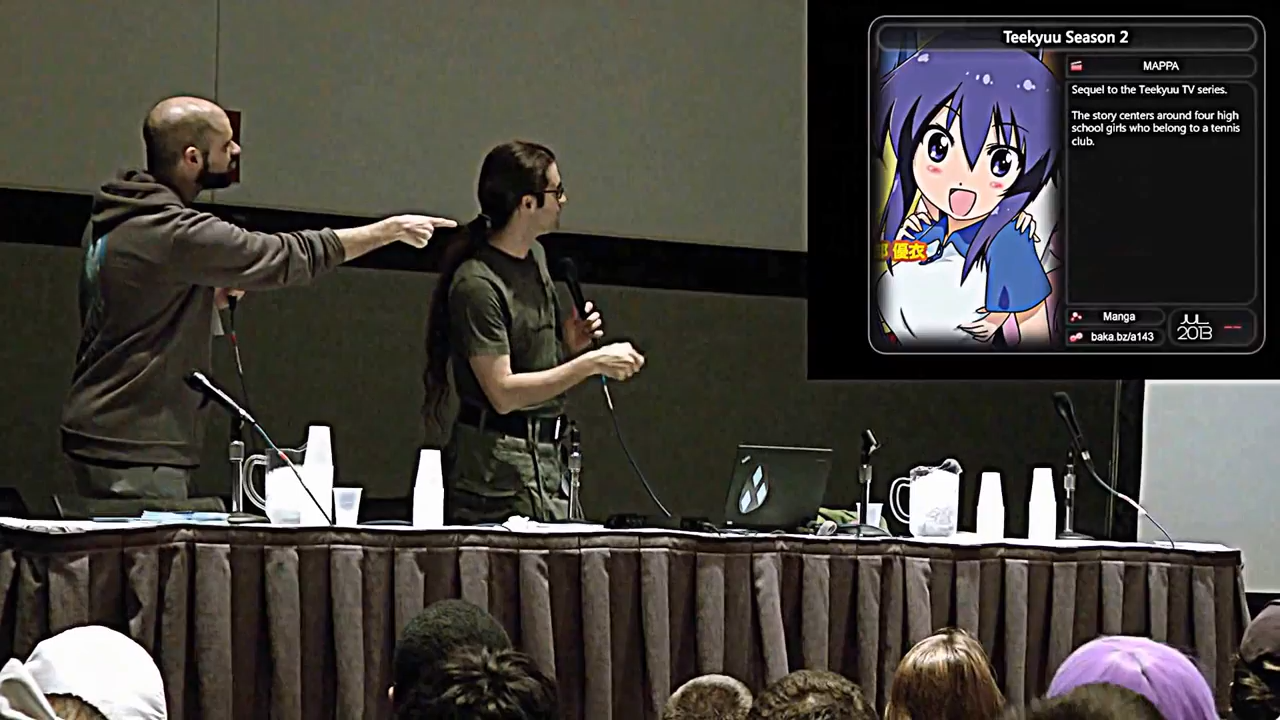 Teekyuu Season 2
MAPPA
Sequel to the Teekyuu TV series.
The story centers around four high
school girls who belong to a tennis
club.
優衣
Manga
JUL
2013
--
baka.bz/a143